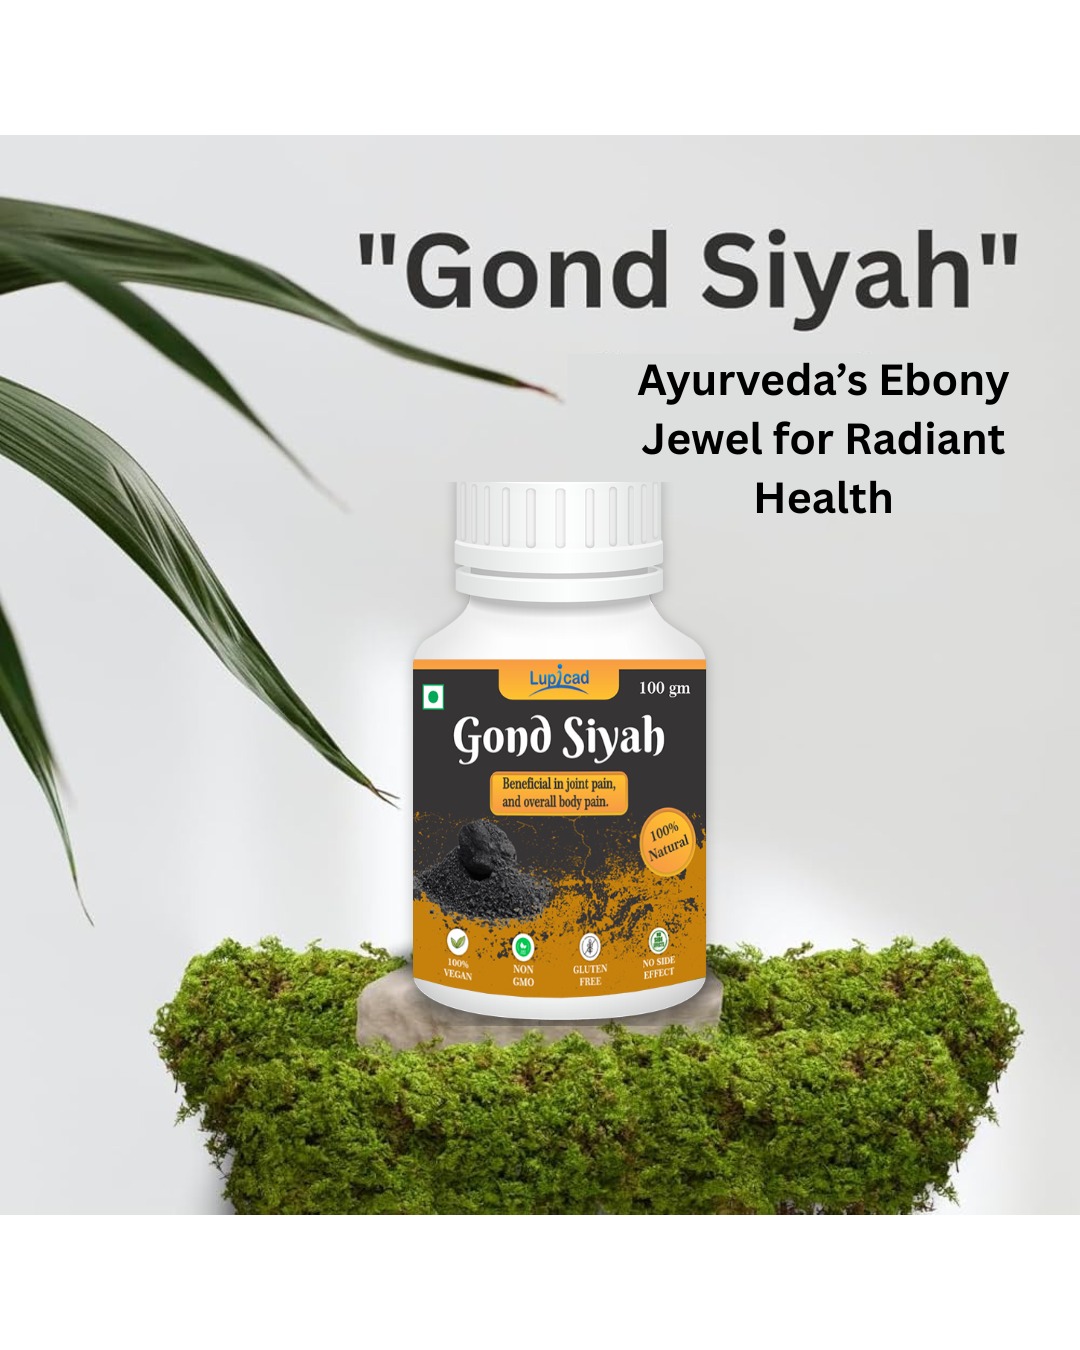 "Gond Siyah"
Ayurveda’s Ebony
Jewel for Radiant
Health
Lupicad
100 gm
Gond Siyah
Beneficial in joint pain,
and overall body pain.
100%
Natural
100%
VEGAN
NON
GMO
GLUTEN
FREE
NO SIDE
EFFECT